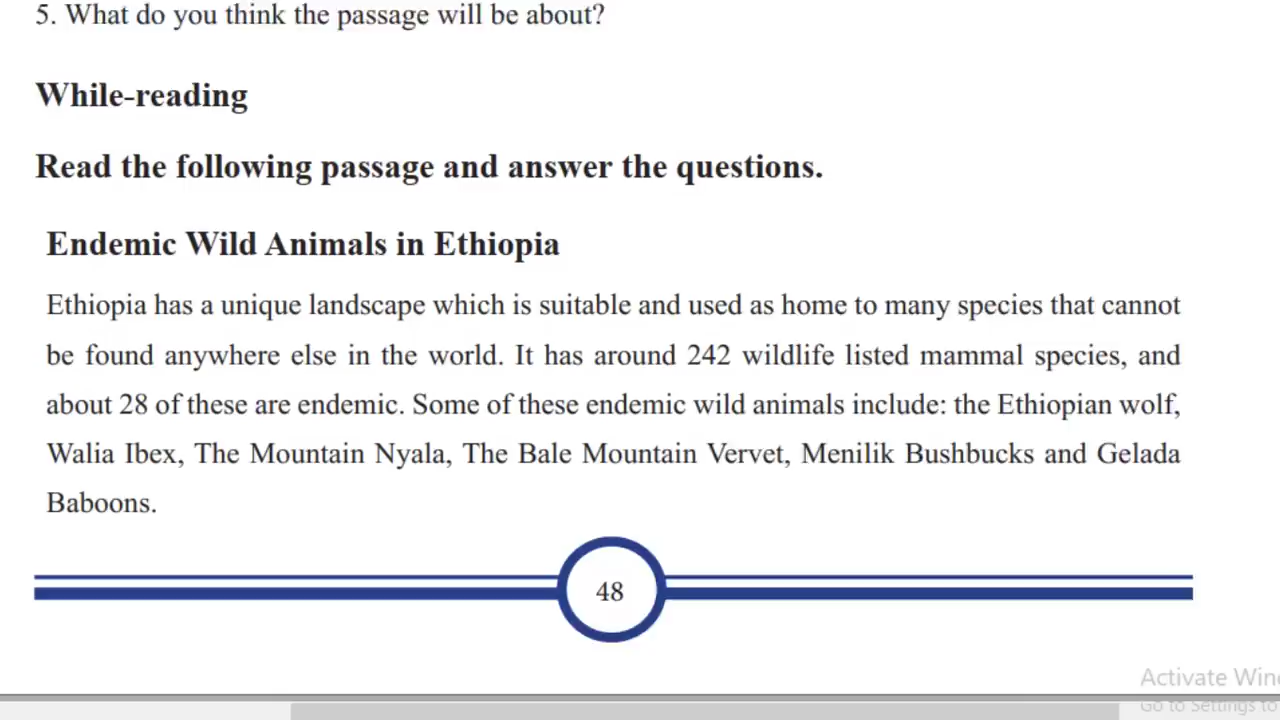 5. What do you think the passage will be about?
While-reading
Read the following passage and answer the questions.
Endemic Wild Animals in Ethiopia
Ethiopia has a unique landscape which is suitable and used as home to many species that cannot
be found anywhere else in the world. It has around 242 wildlife listed mammal species, and
about 28 of these are endemic. Some of these endemic wild animals include: the Ethiopian wolf,
Walia Ibex, The Mountain Nyala, The Bale Mountain Vervet, Menilik Bushbucks and Gelada
Baboons.
48
Activate Win
Go to Settings to